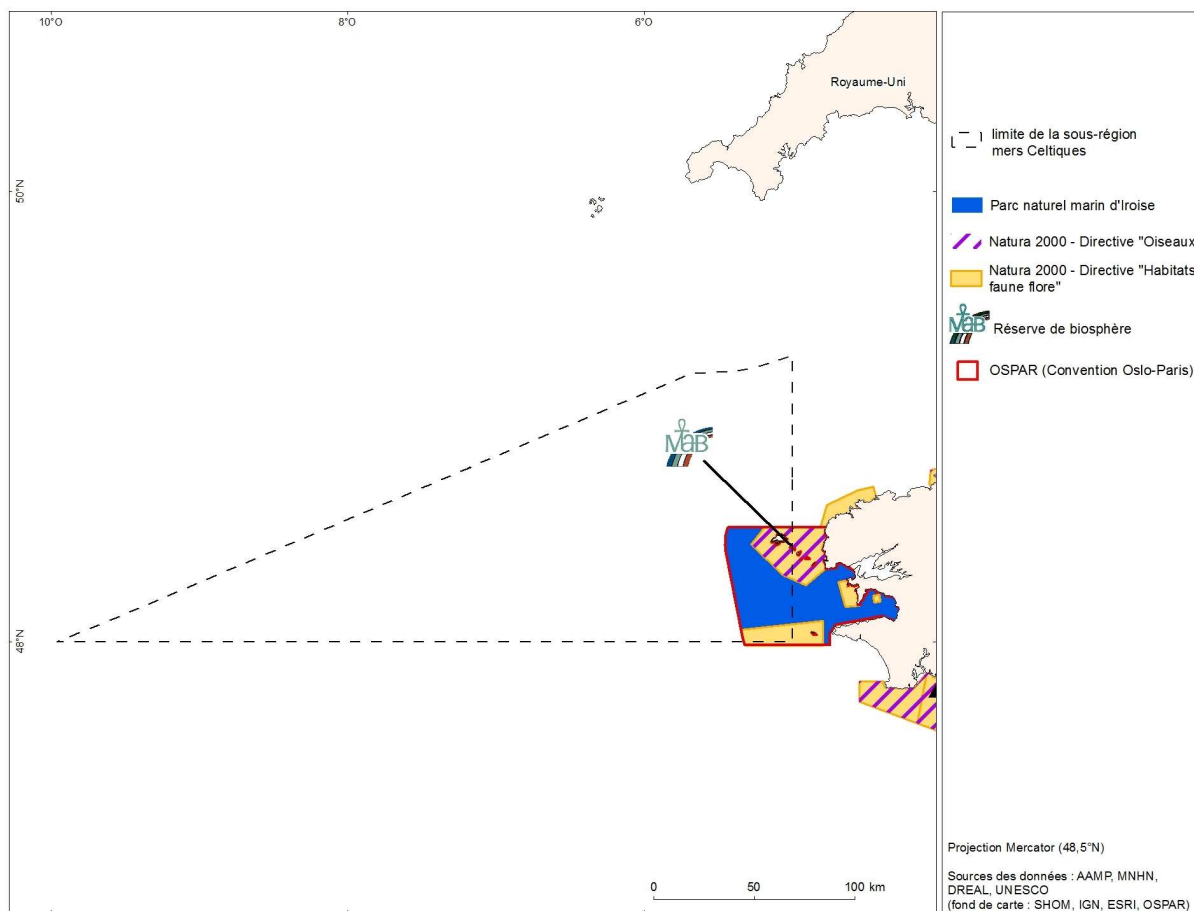 10°O
8°O
6°O
Royaume-Uni
50°N
48°N
MaB
0
50
100 km
limite de la sous-région
mers Celtiques
Parc naturel marin d'Iroise
Natura 2000 - Directive "Oiseaux
Natura 2000 - Directive "Habitats
faune flore"
MaB
Réserve de biosphère
OSPAR (Convention Oslo-Paris)
Projection Mercator (48,5°N)
Sources des données : AAMP, MNHN,
DREAL, UNESCO
(fond de carte : SHOM, IGN, ESRI, OSPAR)